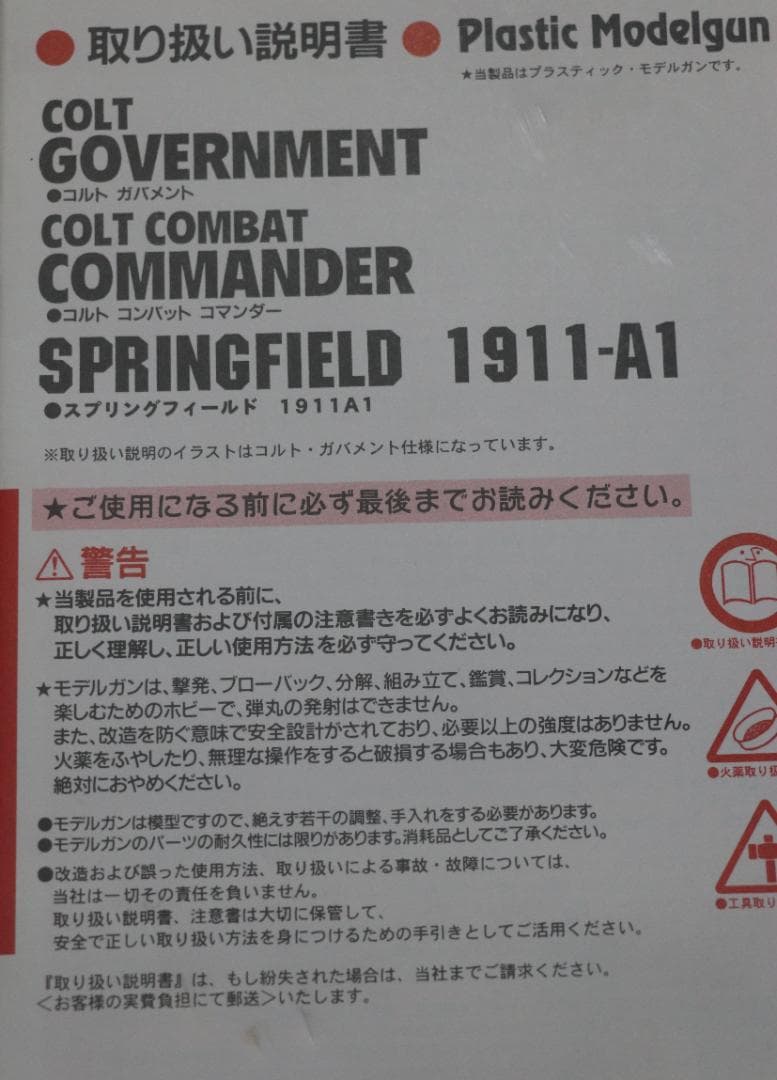 ●取り扱い説明書● Plastic Modelgun
★当製品はプラスティック・モデルガンです。
COLT
GOVERNMENT
●コルト ガバメント
COLT COMBAT
COMMANDER
●コルト コンバット コマンダー
SPRINGFIELD 1911-A1
●スプリングフィールド 1911A1
※取り扱い説明のイラストはコルト・ガバメント仕様になっています。
★ご使用になる前に必ず最後までお読みください。
警告
★当製品を使用される前に、
取り扱い説明書および付属の注意書きを必ずよくお読みになり、
正しく理解し、正しい使用方法を必ず守ってください。
●取り扱い説明
★モデルガンは、撃発、ブローバック、分解、組み立て、鑑賞、コレクションなどを
楽しむためのホビーで、弾丸の発射はできません。
また、改造を防ぐ意味で安全設計がされており、必要以上の強度はありません。
火薬をふやしたり、無理な操作をすると破損する場合もあり、大変危険です。
絶対におやめください。
●火薬取り扱
●モデルガンは模型ですので、絶えず若干の調整、手入れをする必要があります。
●モデルガンのパーツの耐久性には限りがあります。消耗品としてご了承ください。
●改造および誤った使用方法、取り扱いによる事故・故障については、
当社は一切その責任を負いません。
取り扱い説明書、注意書は大切に保管して、
安全で正しい取り扱い方法を身につけるための手引きとしてご活用ください。
●工具取り
『取り扱い説明書』は、もし紛失された場合は、当社までご請求ください。
＜お客様の実費負担にて郵送＞いたします。